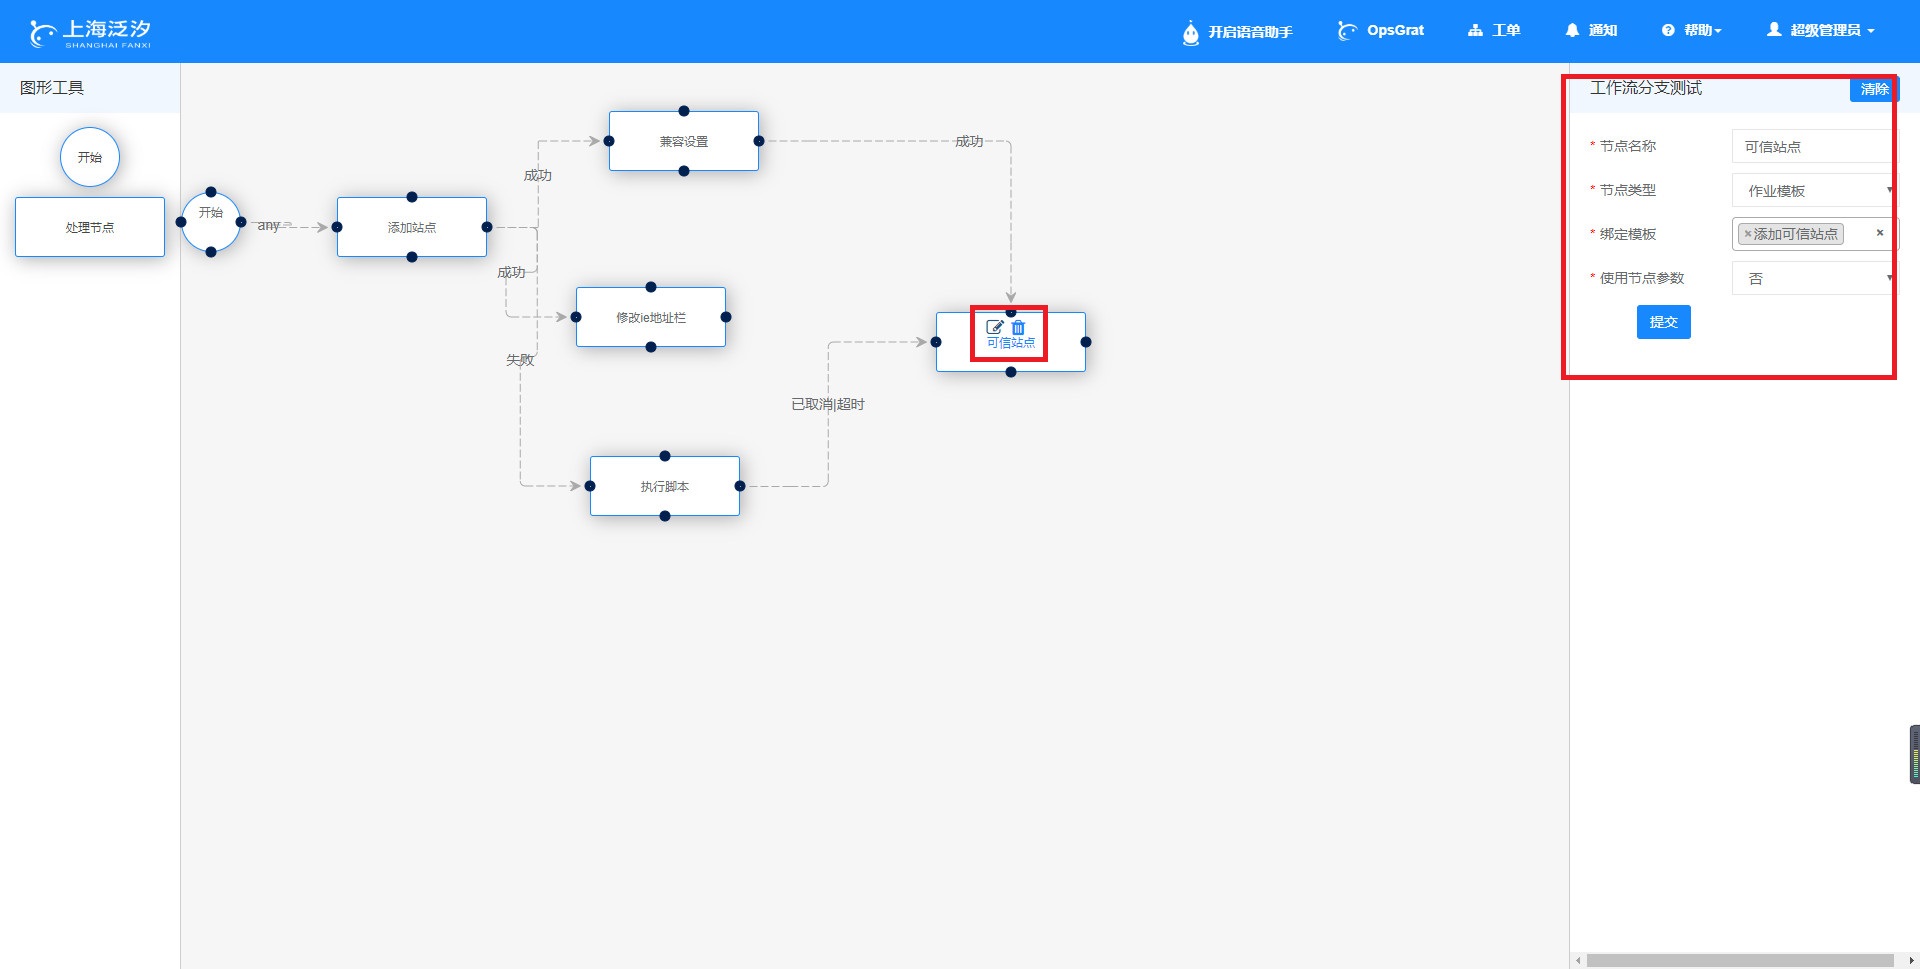 上海泛汐
SHANGHAI FANXI
开启语音助手
OpsGrat
工单
通知
帮助
超级管理员
图形工具
开始
处理节点
开始
any
添加站点
成功
兼容设置
成功
成功
修改ie地址栏
失败
执行脚本
已取消|超时
可信站点
工作流分支测试
清除
* 节点名称
可信站点
* 节点类型
作业模板
* 绑定模板
×添加可信站点
×
* 使用节点参数
否
提交